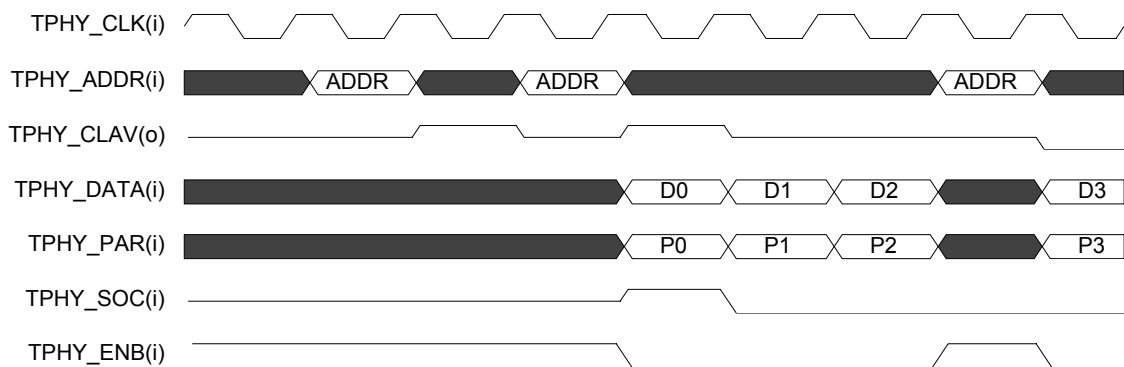 TPHY_CLK(i)
TPHY_ADDR(i) ADDR ADDR ADDR
TPHY_CLAV(o)
TPHY_DATA(i) D0 D1 D2 D3
TPHY_PAR(i) P0 P1 P2 P3
TPHY_SOC(i)
TPHY_ENB(i)